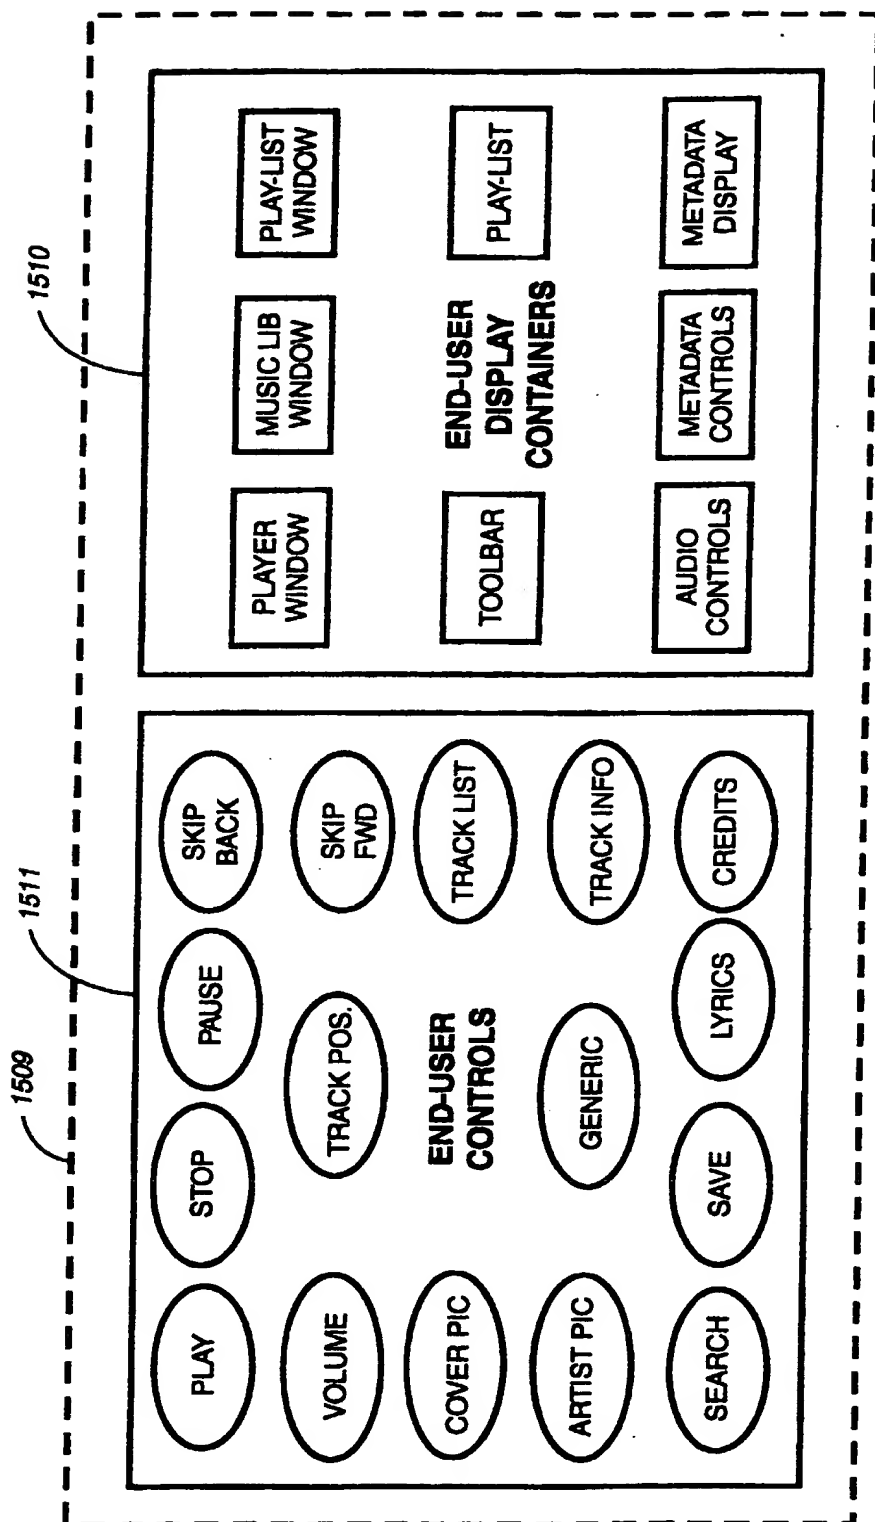 1509
1511
1510
PLAY
STOP
PAUSE
SKIP
BACK
VOLUME
TRACK POS.
SKIP
FWD
COVER PIC
END-USER
CONTROLS
TRACK LIST
ARTIST PIC
GENERIC
TRACK INFO
SEARCH
SAVE
LYRICS
CREDITS
PLAYER
WINDOW
MUSIC LIB
WINDOW
PLAY-LIST
WINDOW
TOOLBAR
END-USER
DISPLAY
CONTAINERS
PLAY-LIST
AUDIO
CONTROLS
METADATA
CONTROLS
METADATA
DISPLAY